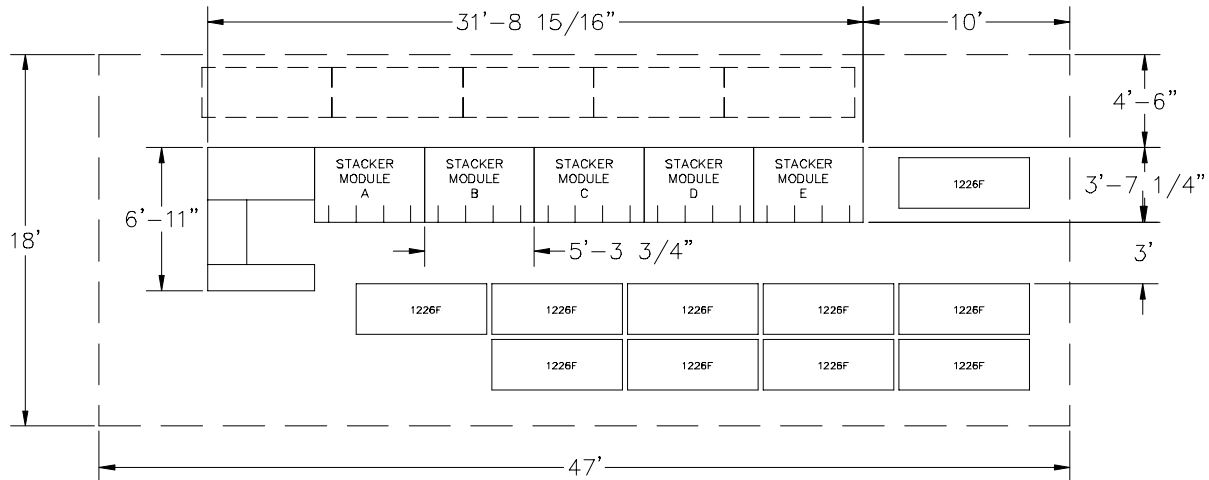 31'-8 15/16"
10'
4'-6"
STACKER
MODULE
A
STACKER
MODULE
B
STACKER
MODULE
C
STACKER
MODULE
D
STACKER
MODULE
E
1226F
3'-7 1/4"
6'-11"
18'
5'-3 3/4"
3'
1226F
1226F
1226F
1226F
1226F
1226F
1226F
1226F
1226F
47'